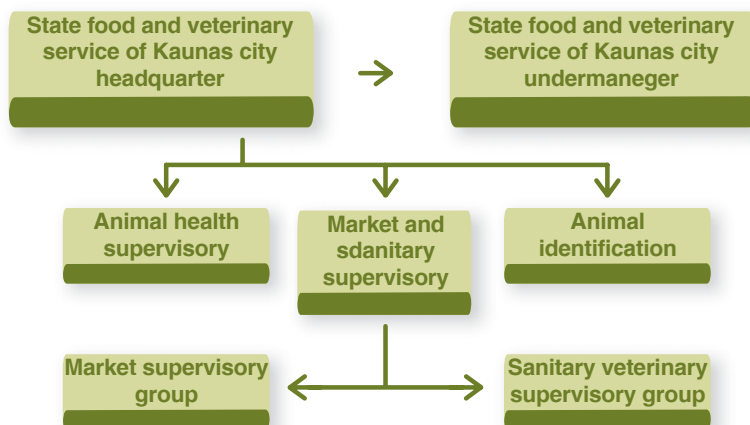 State food and veterinary
service of Kaunas city
headquarter
State food and veterinary
service of Kaunas city
undermaneger
Animal health
supervisory
Market and
sdanitary
supervisory
Animal
identification
Market supervisory
group
Sanitary veterinary
supervisory group